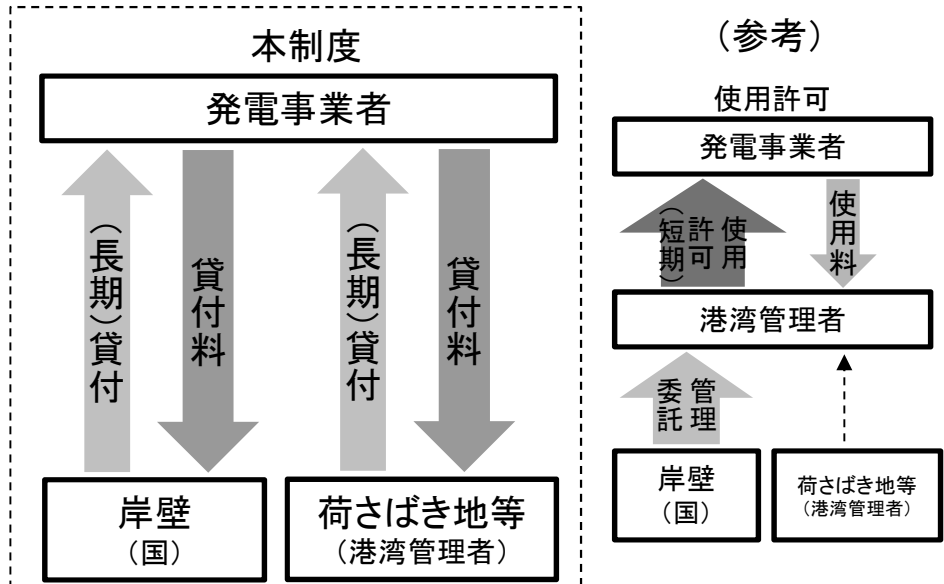 本制度
発電事業者
（長期）貸付
貸付料
（長期）貸付
貸付料
岸壁
（国）
荷さばき地等
（港湾管理者）
（参考）
使用許可
発電事業者
使用
許可
（短期）
使用料
港湾管理者
管理
委託
岸壁
（国）
荷さばき地等
（港湾管理者）